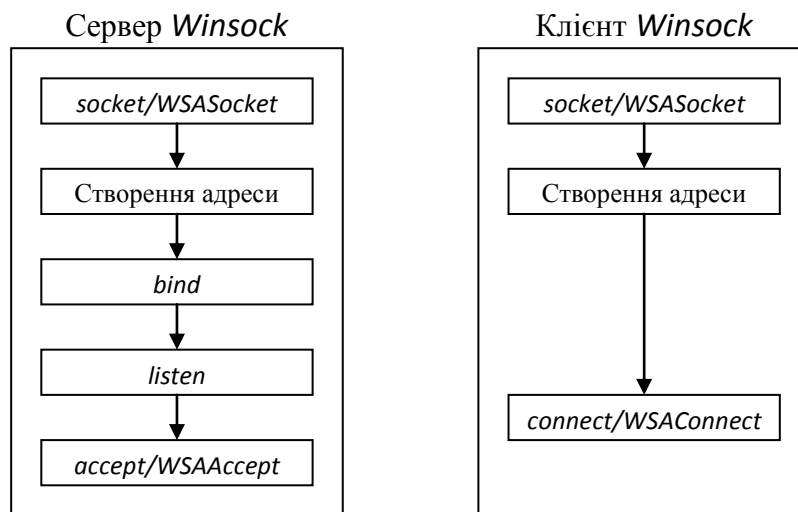 Сервер Winsock
socket/WSASocket
Створення адреси
bind
listen
accept/WSAAccept
Клієнт Winsock
socket/WSASocket
Створення адреси
connect/WSAConnect